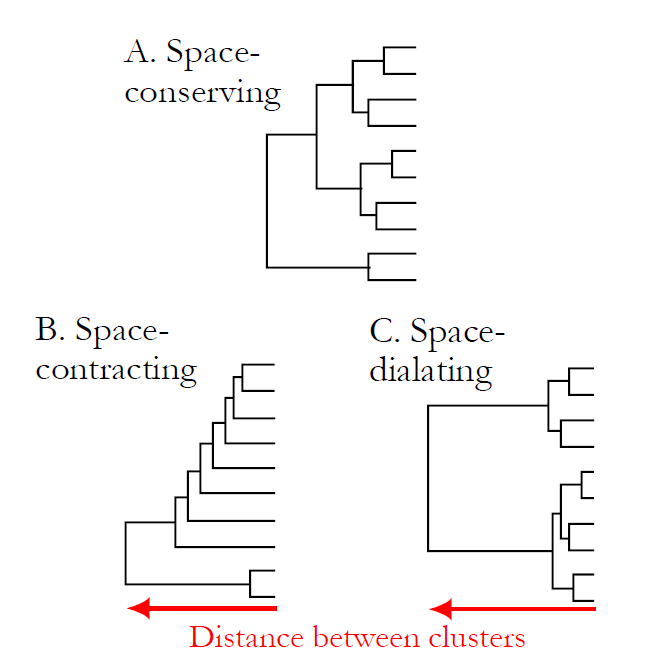 A. Space-
conserving
B. Space-
contracting
C. Space-
dialating
Distance between clusters